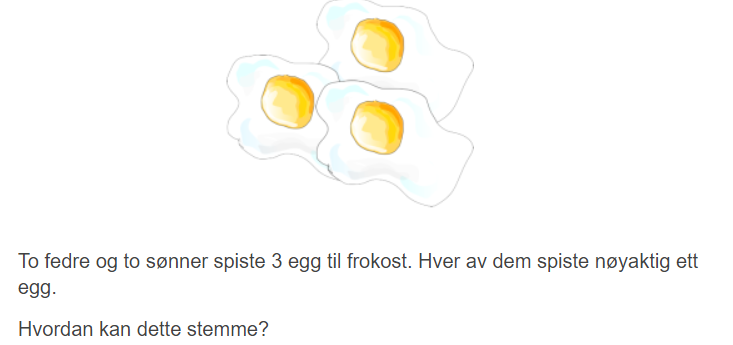 To fedre og to sønner spiste 3 egg til frokost. Hver av dem spiste nøyaktig ett
egg.
Hvordan kan dette stemme?